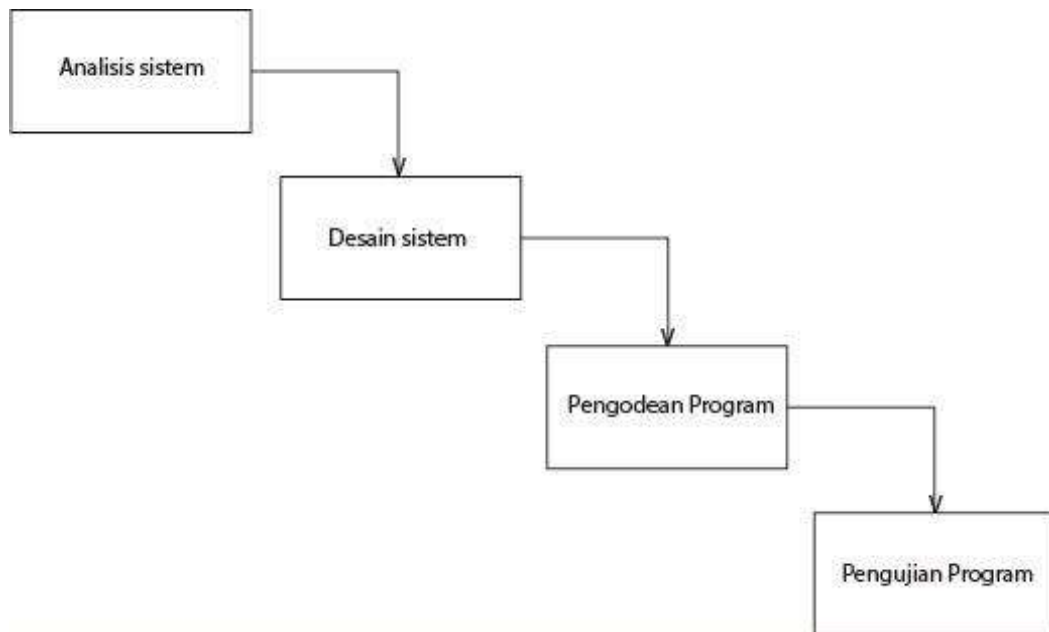 Analisis sistem
Desain sistem
Pengodean Program
Pengujian Program